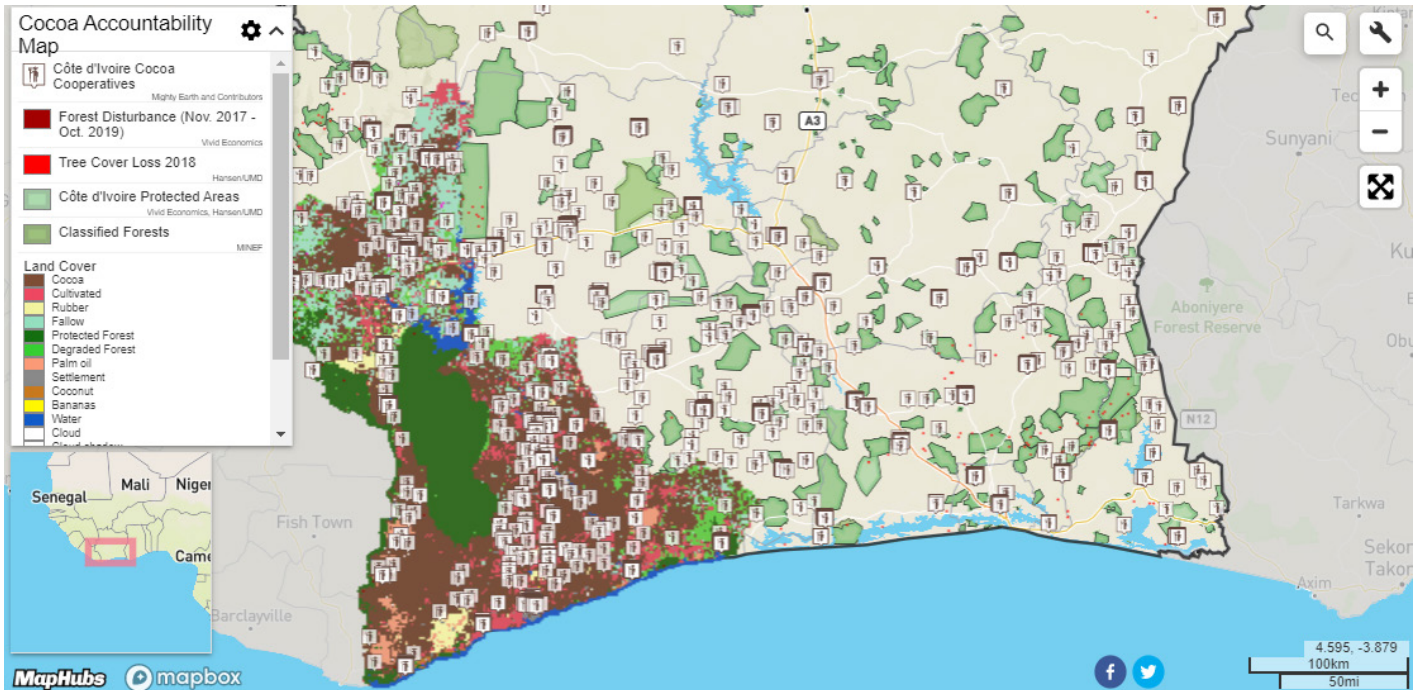 Cocoa Accountability
Map
Côte d'Ivoire Cocoa
Cooperatives
Mighty Earth and Contributors
Forest Disturbance (Nov. 2017 -
Oct. 2019)
Vivid Economics
Tree Cover Loss 2018
Hansen/UMD
Côte d'Ivoire Protected Areas
Vivid Economics, Hansen/UMD
Classified Forests
MINEF
Land Cover
Cocoa
Cultivated
Rubber
Fallow
Protected Forest
Degraded Forest
Palm oil
Settlement
Coconut
Bananas
Water
Cloud
Cloud shadow
A3
Sunyani
Ku
Aboniyere
Forest Reserve
Obu
N12
Senegal
Mali
Niger
Came
Fish Town
Barclayville
Tarkwa
Sekon
Takor
Axim
4.595, -3.879
100km
50mi
MapHubs
mapbox